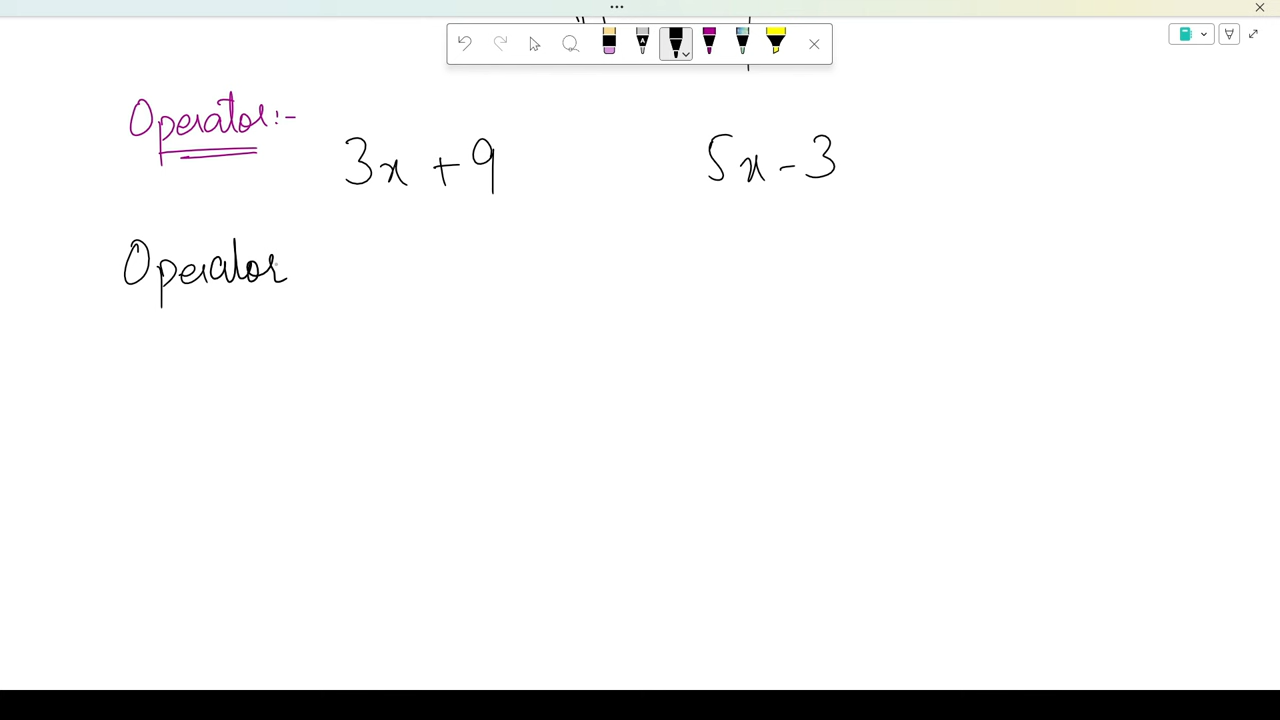 Operator:-
3x + 9
5x - 3
Operator